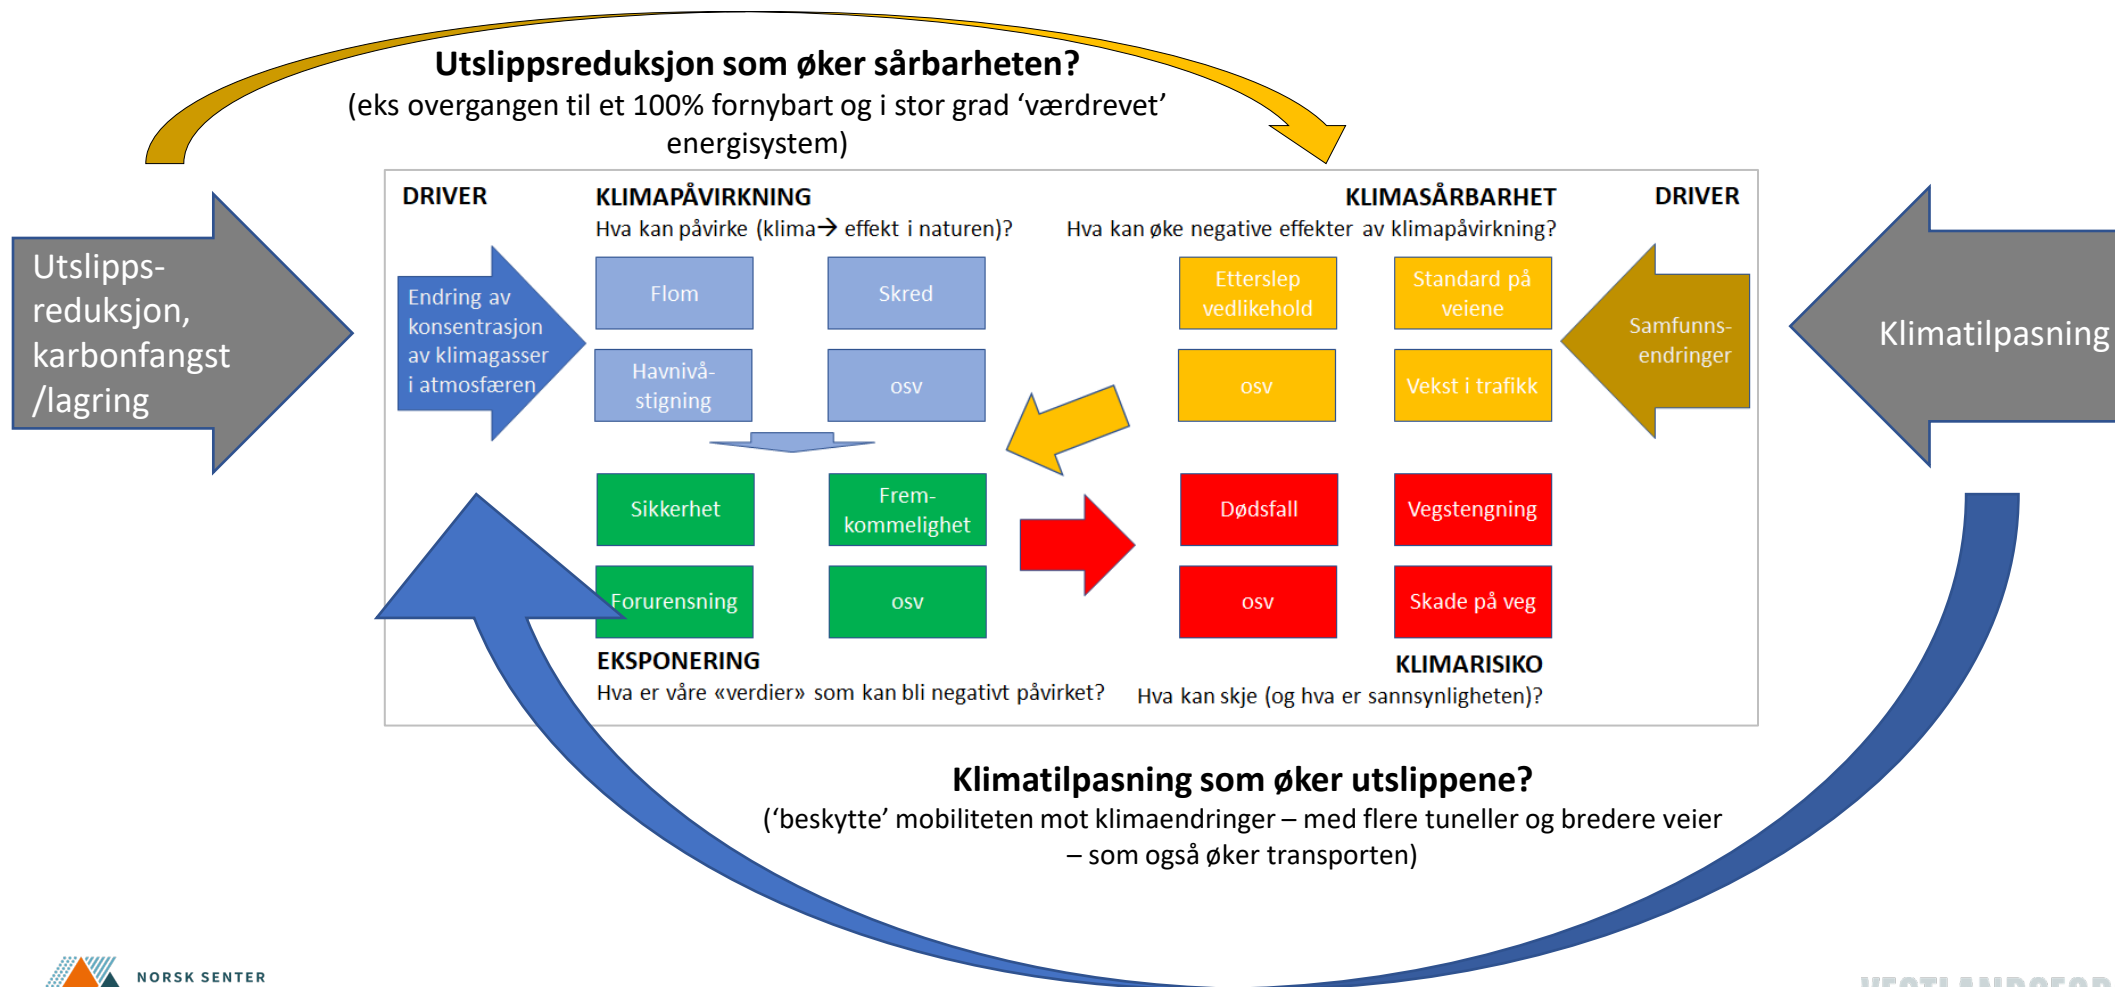 Utslippsreduksjon som øker sårbarheten?
(eks overgangen til et 100% fornybart og i stor grad ‘værdrevet’
energisystem)
Utslipps-
reduksjon,
karbonfangst
/lagring
DRIVER
Endring av
konsentrasjon
av klimagasser
i atmosfæren
KLIMAPÅVIRKNING
Hva kan påvirke (klima→ effekt i naturen)?
Flom
Skred
Havnivå-
stigning
osv
KLIMASÅRBARHET
Hva kan øke negative effekter av klimapåvirkning?
Etterslep
vedlikehold
Standard på
veiene
osv
Vekst i trafikk
DRIVER
Samfunns-
endringer
Klimatilpasning
Sikkerhet
Frem-
kommelighet
Forurensning
osv
EKSPONERING
Hva er våre «verdier» som kan bli negativt påvirket?
Dødsfall
Vegstengning
osv
Skade på veg
KLIMARISIKO
Hva kan skje (og hva er sannsynligheten)?
Klimatilpasning som øker utslippene?
(‘beskytte’ mobiliteten mot klimaendringer – med flere tuneller og bredere veier
– som også øker transporten)
NORSK SENTER